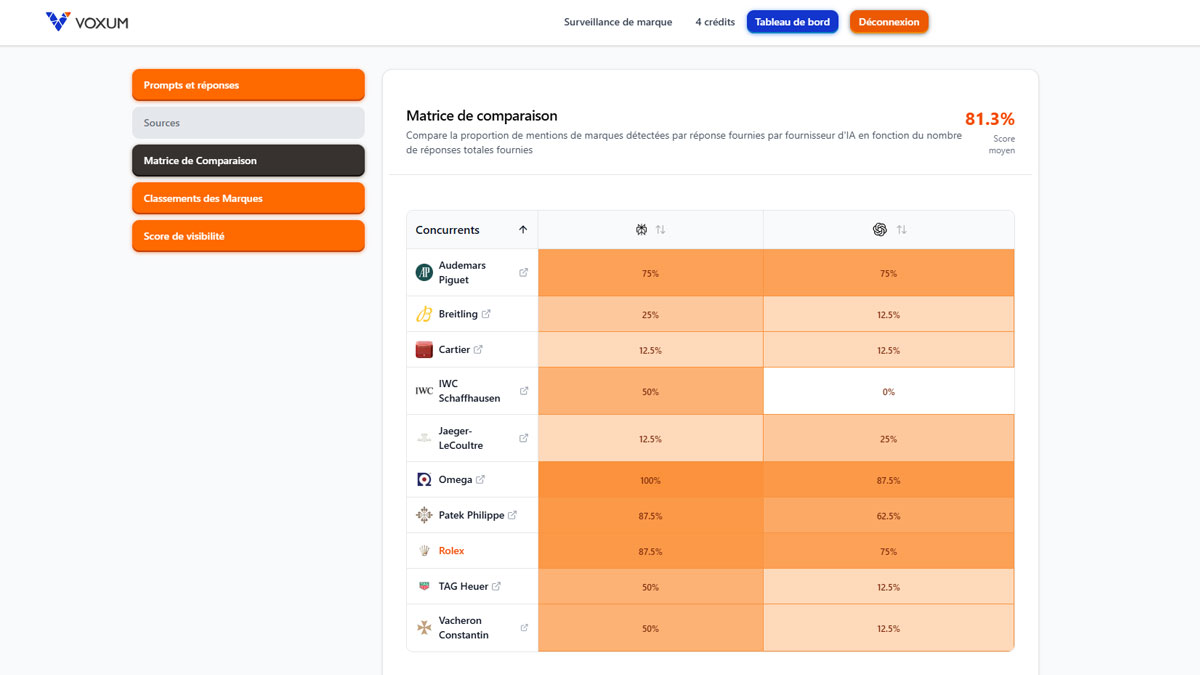 VOXUM
Surveillance de marque
4 crédits
Tableau de bord
Déconnexion
Prompts et réponses
Sources
Matrice de Comparaison
Classements des Marques
Score de visibilité
Matrice de comparaison
Compare la proportion de mentions de marques détectées par réponse fournies par fournisseur d'IA en fonction du nombre
de réponses totales fournies
81.3%
Score
moyen
Concurrents
AP
Audemars
Piguet
75%
75%
B
Breitling
25%
12.5%
Cartier
12.5%
12.5%
IWC
IWC
Schaffhausen
50%
0%
Jaeger-
LeCoultre
12.5%
25%
Omega
100%
87.5%
Patek Philippe
87.5%
62.5%
Rolex
87.5%
75%
TAG Heuer
50%
12.5%
Vacheron
Constantin
50%
12.5%